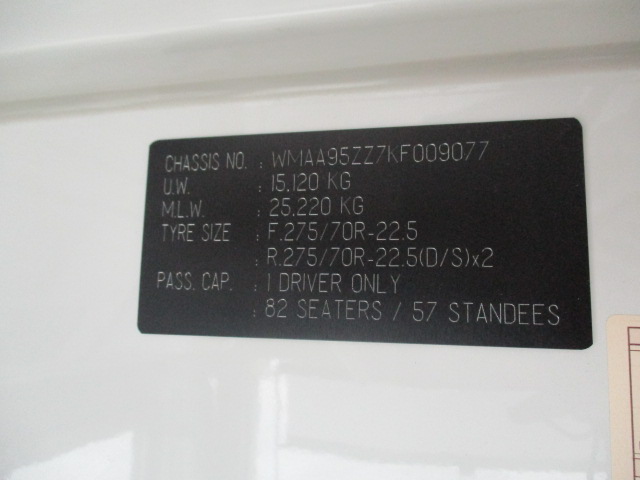 CHASSIS NO. : WMAA95ZZ7KF009077
U.W. : 15,120 KG
M.L.W. : 25,220 KG
TYRE SIZE : F.275/70R-22.5
: R.275/70R-22.5(D/S)x2
PASS. CAP. : 1 DRIVER ONLY
: 82 SEATERS / 57 STANDEES